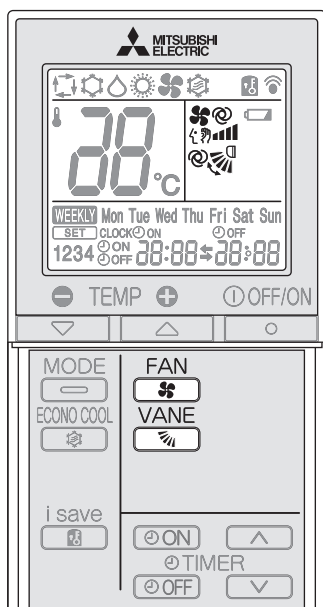 MITSUBISHI
ELECTRIC
88 °C
WEEKLY Mon Tue Wed Thu Fri Sat Sun
SET CLOCK ON OFF
1234 ON OFF 88:88 88:88
TEMP OFF/ON
MODE FAN
ECONO COOL VANE
i save
ON
TIMER
OFF